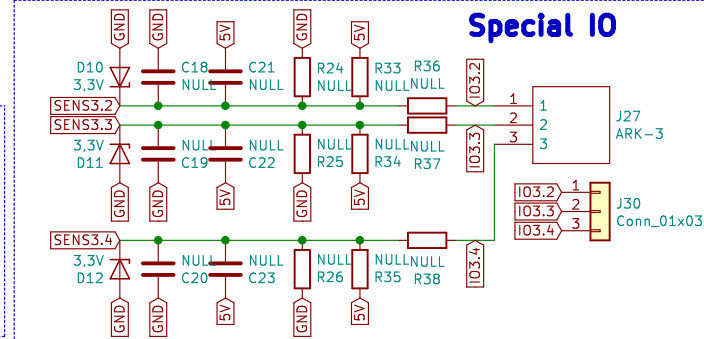 Special IO
GND GND 5V GND 5V
D10 3,3V C18 NULL C21 NULL R24 NULL R33 NULL R36 NULL IO3.2
SENS3.2
SENS3.3
1 1
2 2
3 3
J27
ARK-3
3,3V D11 NULL C19 NULL C22 NULL R25 NULL R34 NULL R37 IO3.3
GND GND 5V GND 5V
IO3.2 1
IO3.3 2
IO3.4 3
J30
Conn_01x03
SENS3.4
3,3V D12 NULL C20 NULL C23 NULL R26 NULL R35 NULL R38 IO3.4
GND GND 5V GND 5V